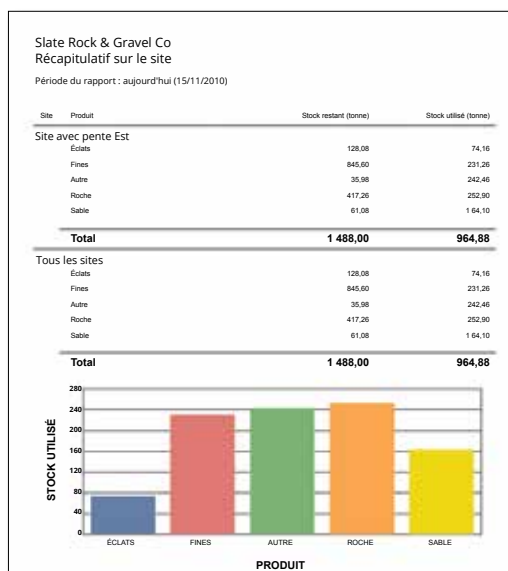 Slate Rock & Gravel Co
Récapitulatif sur le site
Période du rapport : aujourd'hui (15/11/2010)
Site Produit Stock restant (tonne) Stock utilisé (tonne)
Site avec pente Est
Éclats 128,08 74,16
Fines 845,60 231,26
Autre 35,98 242,46
Roche 417,26 252,90
Sable 61,08 1 64,10
Total 1 488,00 964,88
Tous les sites
Éclats 128,08 74,16
Fines 845,60 231,26
Autre 35,98 242,46
Roche 417,26 252,90
Sable 61,08 1 64,10
Total 1 488,00 964,88
STOCK UTILISÉ
280
240
200
160
120
80
40
0
ÉCLATS FINES AUTRE ROCHE SABLE
PRODUIT